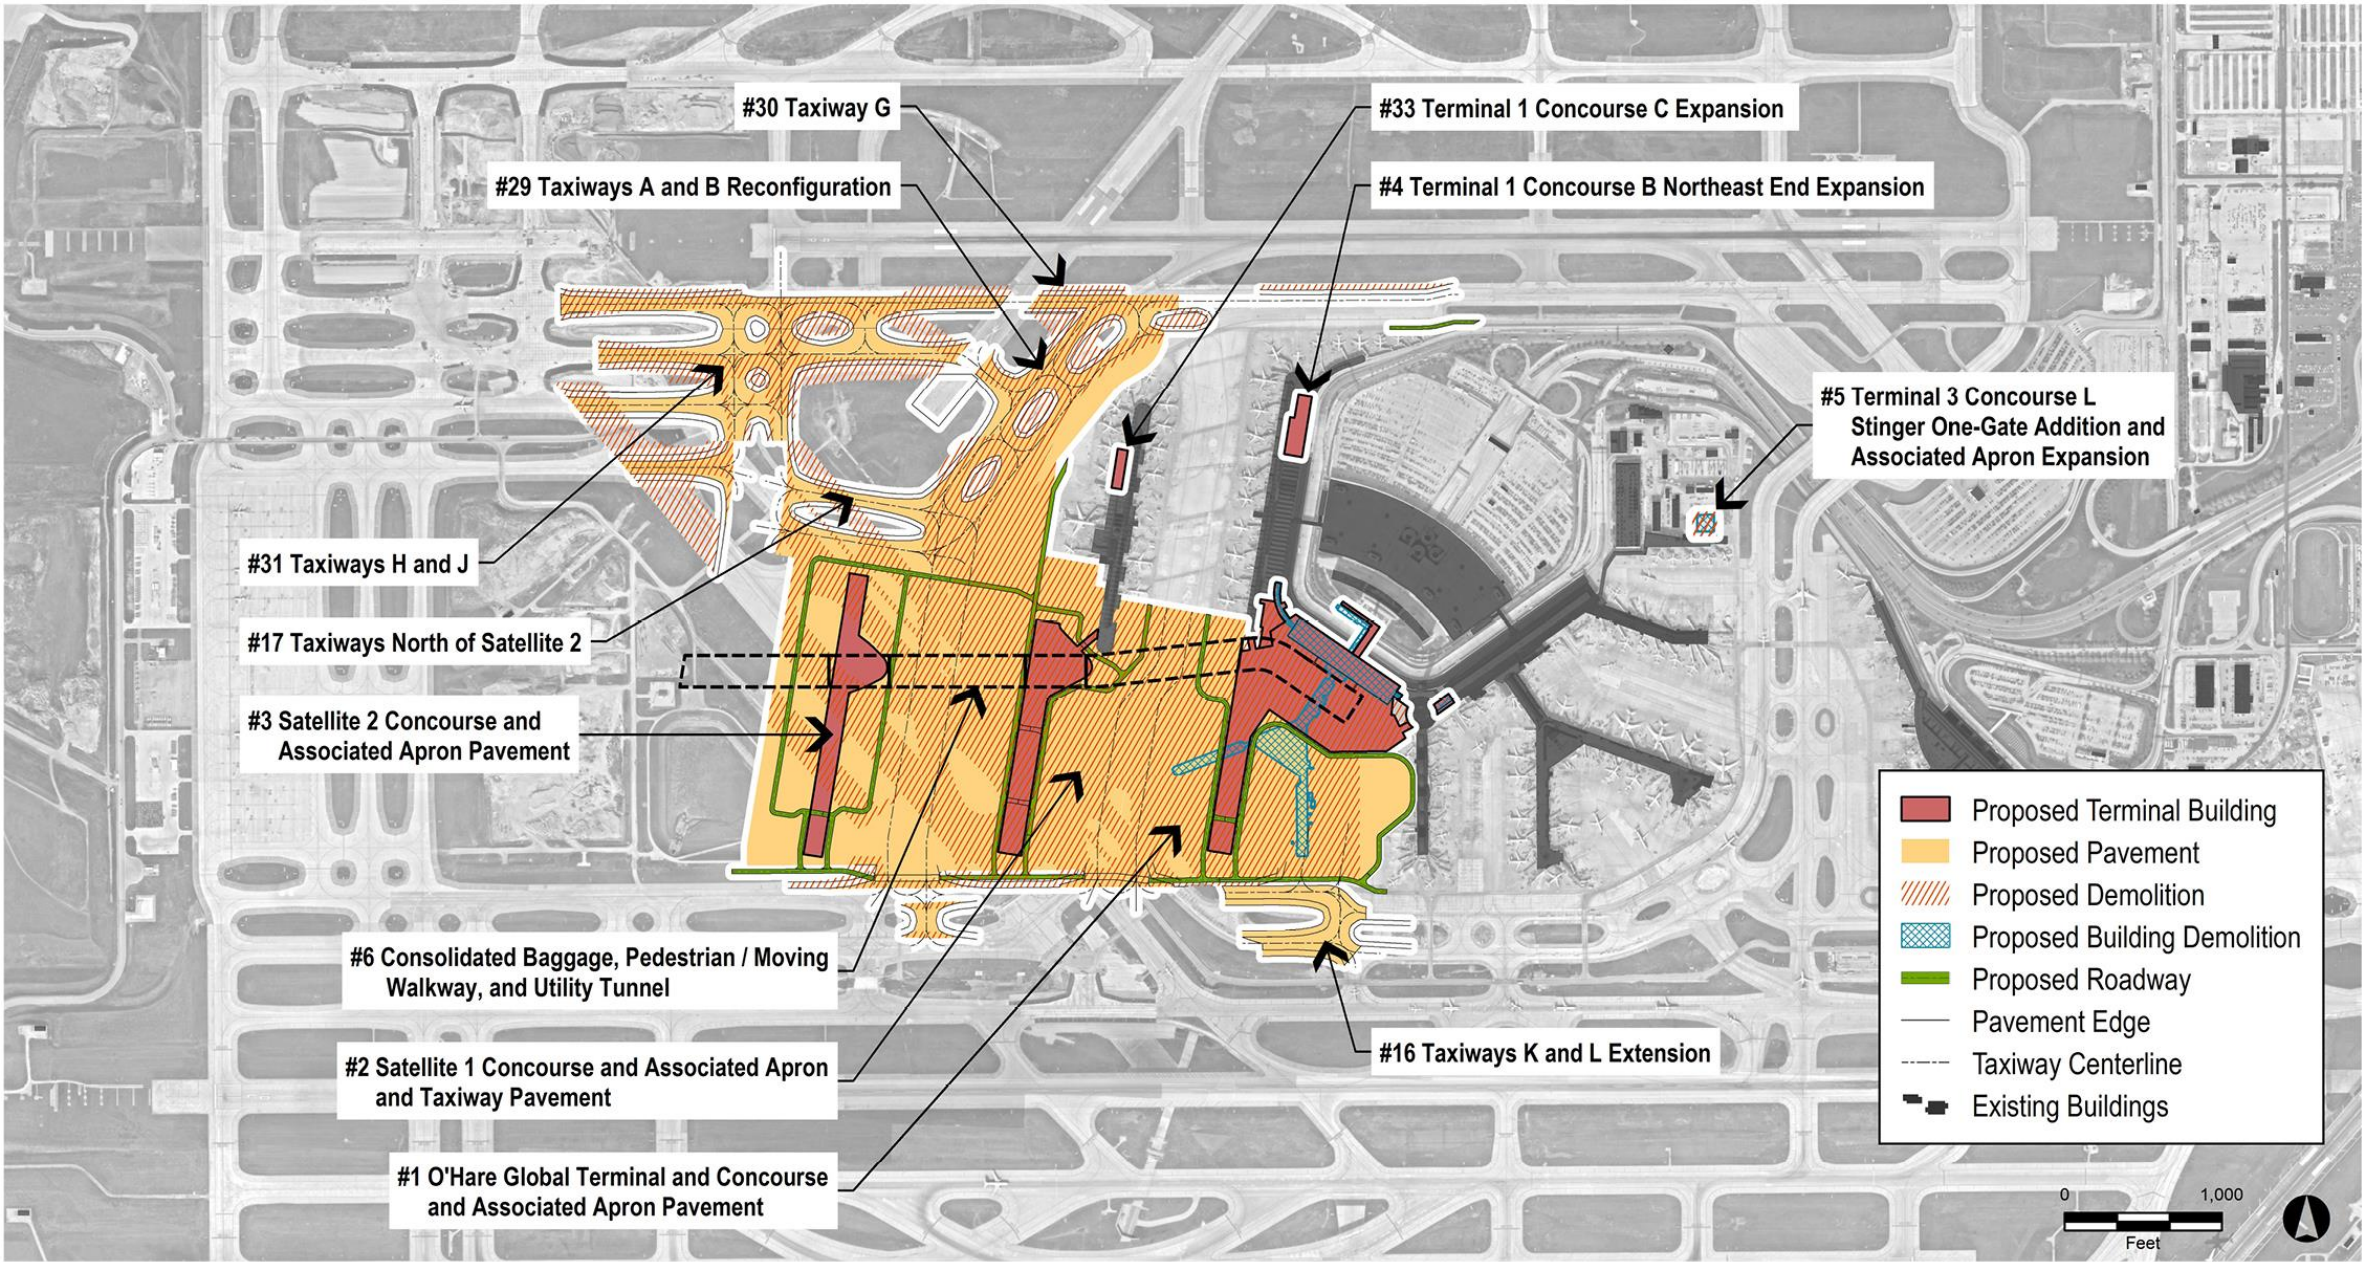 #30 Taxiway G
#33 Terminal 1 Concourse C Expansion
#29 Taxiways A and B Reconfiguration
#4 Terminal 1 Concourse B Northeast End Expansion
#5 Terminal 3 Concourse L
Stinger One-Gate Addition and
Associated Apron Expansion
#31 Taxiways H and J
#17 Taxiways North of Satellite 2
#3 Satellite 2 Concourse and
Associated Apron Pavement
#6 Consolidated Baggage, Pedestrian / Moving
Walkway, and Utility Tunnel
#2 Satellite 1 Concourse and Associated Apron
and Taxiway Pavement
#1 O'Hare Global Terminal and Concourse
and Associated Apron Pavement
#16 Taxiways K and L Extension
Proposed Terminal Building
Proposed Pavement
Proposed Demolition
Proposed Building Demolition
Proposed Roadway
Pavement Edge
Taxiway Centerline
Existing Buildings
0 1,000
Feet